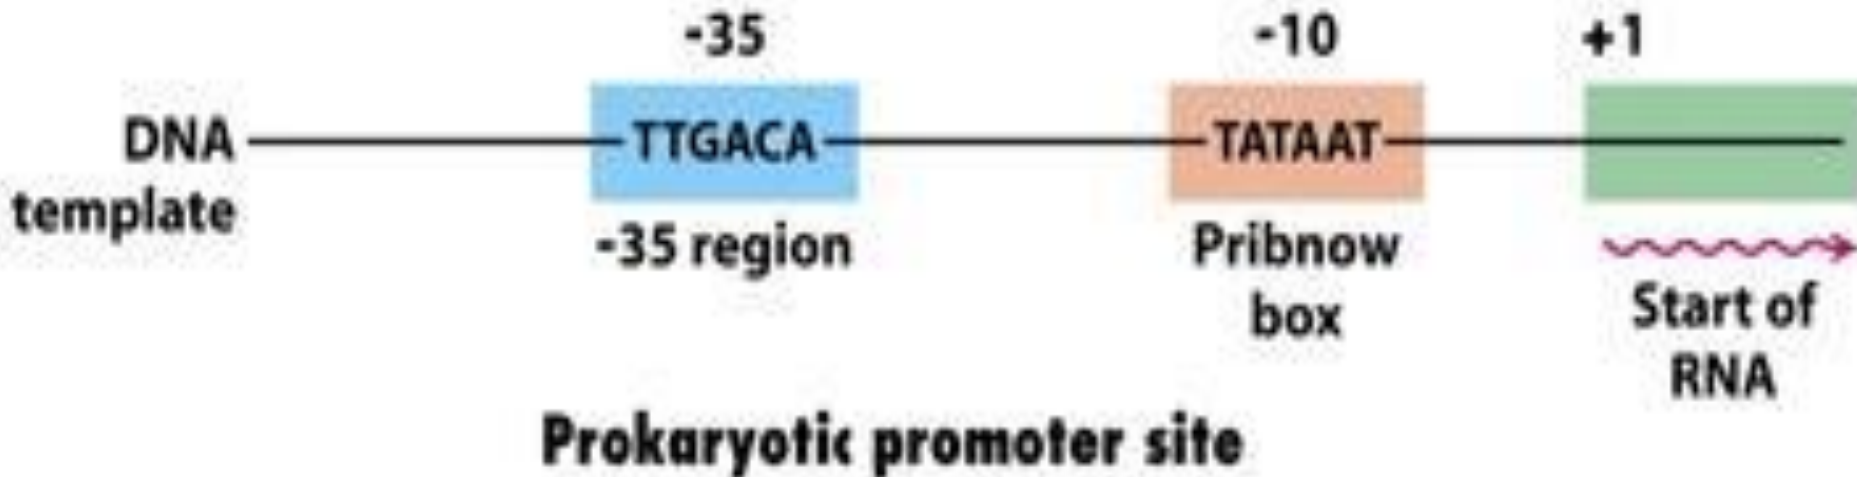 -35 -10 +1
DNA TTGACA TATAAT
template
-35 region Pribnow
box
Start of
RNA
Prokaryotic promoter site